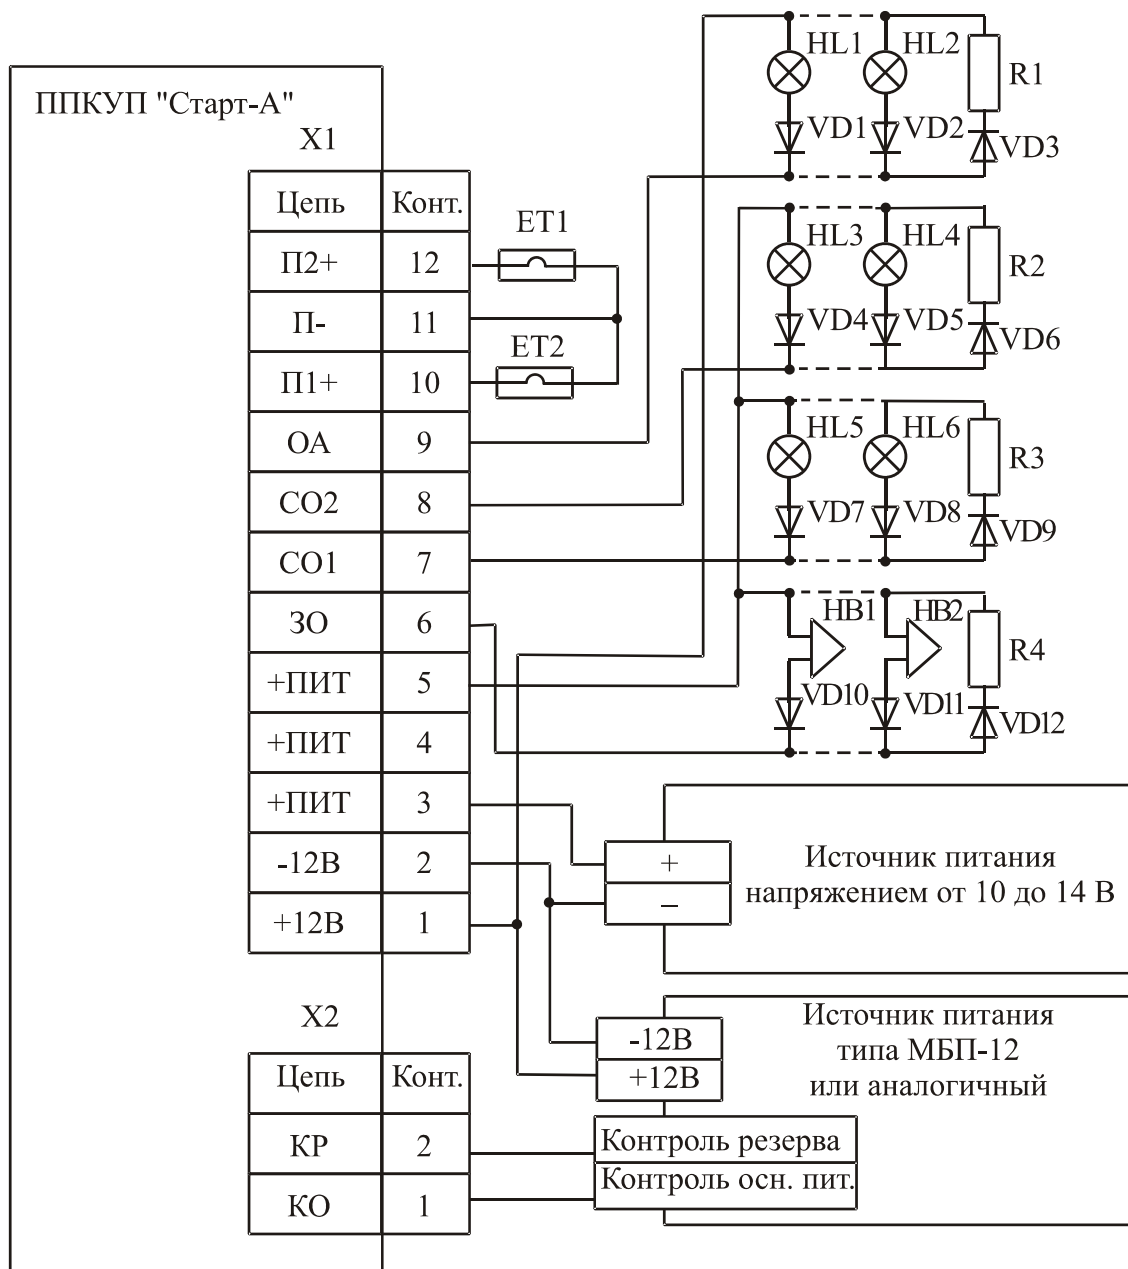 ППКУП "Старт-А"
X1
Цепь Конт.
П2+ 12
П- 11
П1+ 10
ОА 9
СО2 8
СО1 7
ЗО 6
+ПИТ 5
+ПИТ 4
+ПИТ 3
-12В 2
+12В 1
X2
Цепь Конт.
КР 2
КО 1
ET1
ET2
HL1 HL2 R1
VD1 VD2 VD3
HL3 HL4 R2
VD4 VD5 VD6
HL5 HL6 R3
VD7 VD8 VD9
HB1 HB2 R4
VD10 VD11 VD12
+
–
Источник питания
напряжением от 10 до 14 В
-12В
+12В
Источник питания
типа МБП-12
или аналогичный
Контроль резерва
Контроль осн. пит.